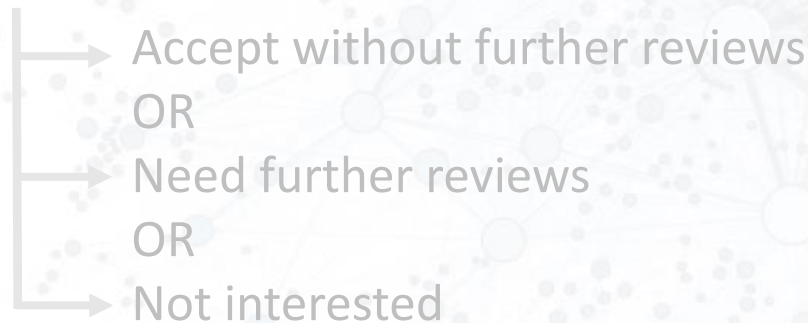 Accept without further reviews
OR
Need further reviews
OR
Not interested